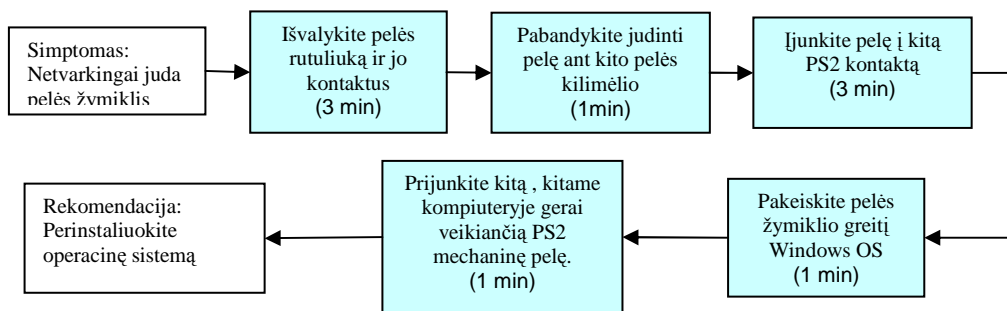 Simptomas:
Netvarkingai juda
pelės žymiklis
Išvalykite pelės
rutuliuką ir jo
kontaktus
(3 min)
Pabandykite judinti
pelę ant kito pelės
kilimėlio
(1min)
Įjunkite pelę į kitą
PS2 kontaktą
(3 min)
Pakeiskite pelės
žymiklio greitį
Windows OS
(1 min)
Prijunkite kitą , kitame
kompiuteryje gerai
veikiančią PS2
mechaninę pelę.
(1 min)
Rekomendacija:
Perinstaliuokite
operacinę sistemą